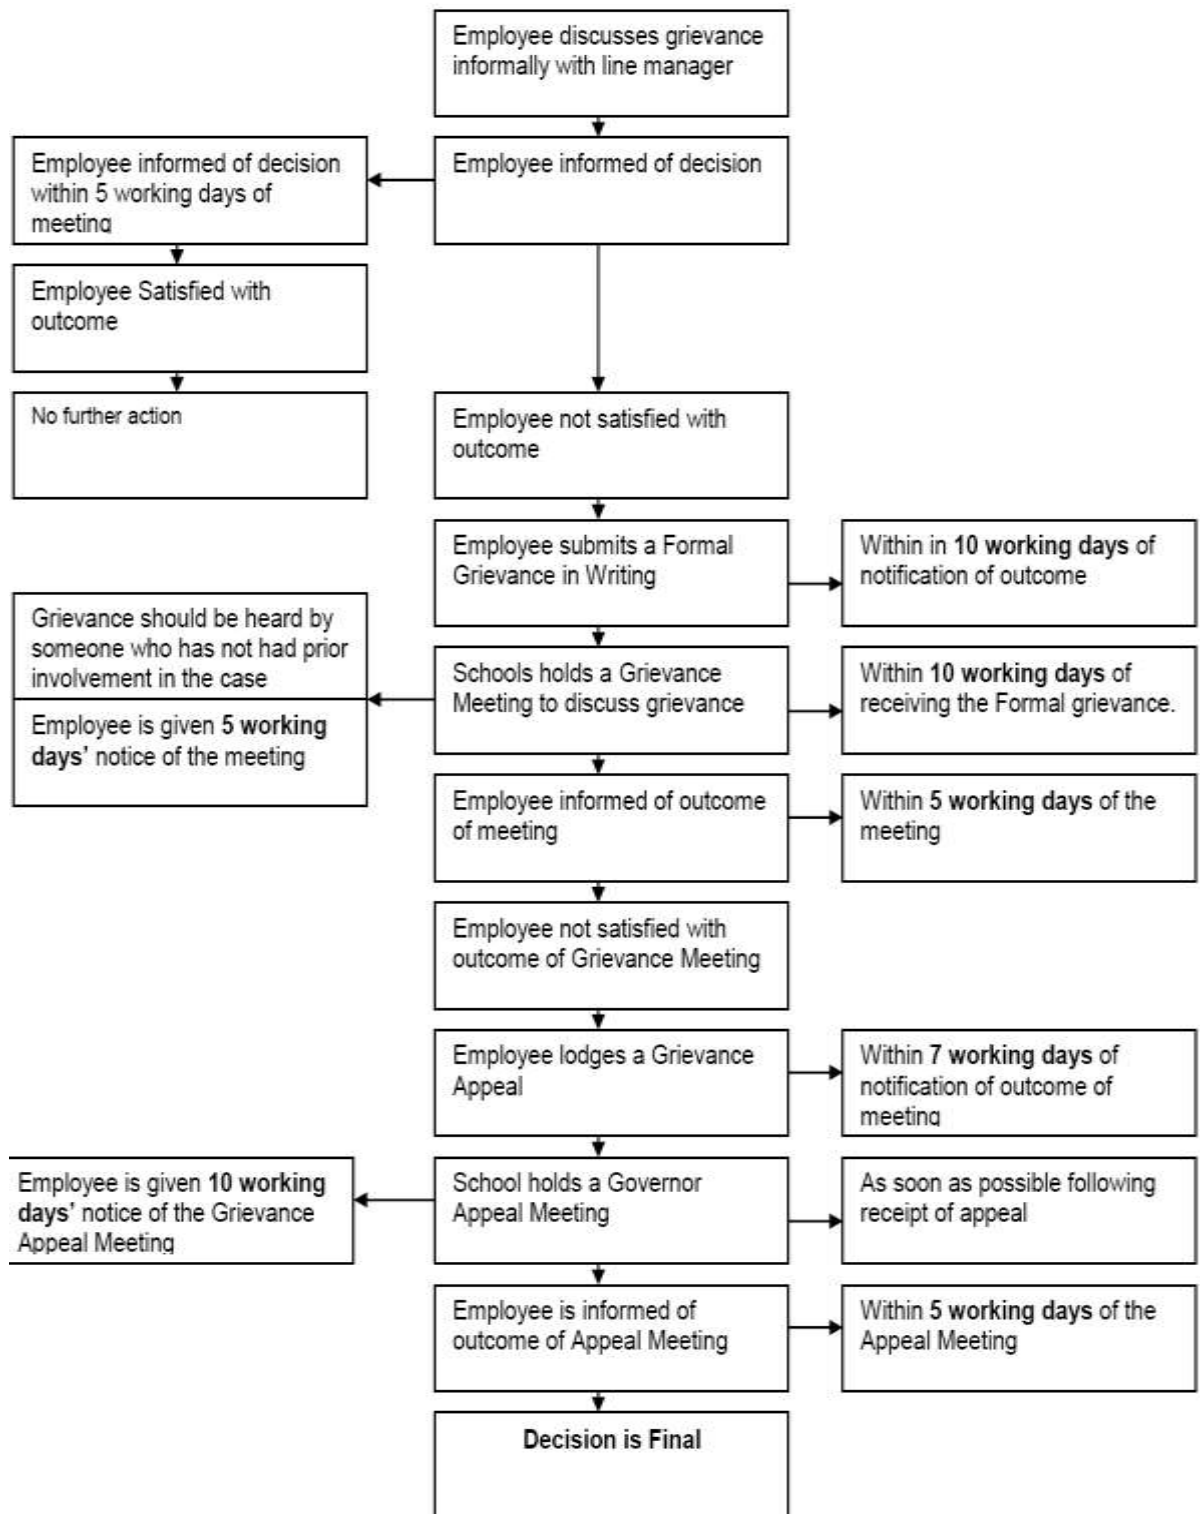 Employee discusses grievance
informally with line manager
Employee informed of decision
within 5 working days of
meeting
Employee informed of decision
Employee Satisfied with
outcome
No further action
Employee not satisfied with
outcome
Employee submits a Formal
Grievance in Writing
Within in 10 working days of
notification of outcome
Grievance should be heard by
someone who has not had prior
involvement in the case
Employee is given 5 working
days’ notice of the meeting
Schools holds a Grievance
Meeting to discuss grievance
Within 10 working days of
receiving the Formal grievance.
Employee informed of outcome
of meeting
Within 5 working days of the
meeting
Employee not satisfied with
outcome of Grievance Meeting
Employee lodges a Grievance
Appeal
Within 7 working days of
notification of outcome of
meeting
Employee is given 10 working
days’ notice of the Grievance
Appeal Meeting
School holds a Governor
Appeal Meeting
As soon as possible following
receipt of appeal
Employee is informed of
outcome of Appeal Meeting
Within 5 working days of the
Appeal Meeting
Decision is Final